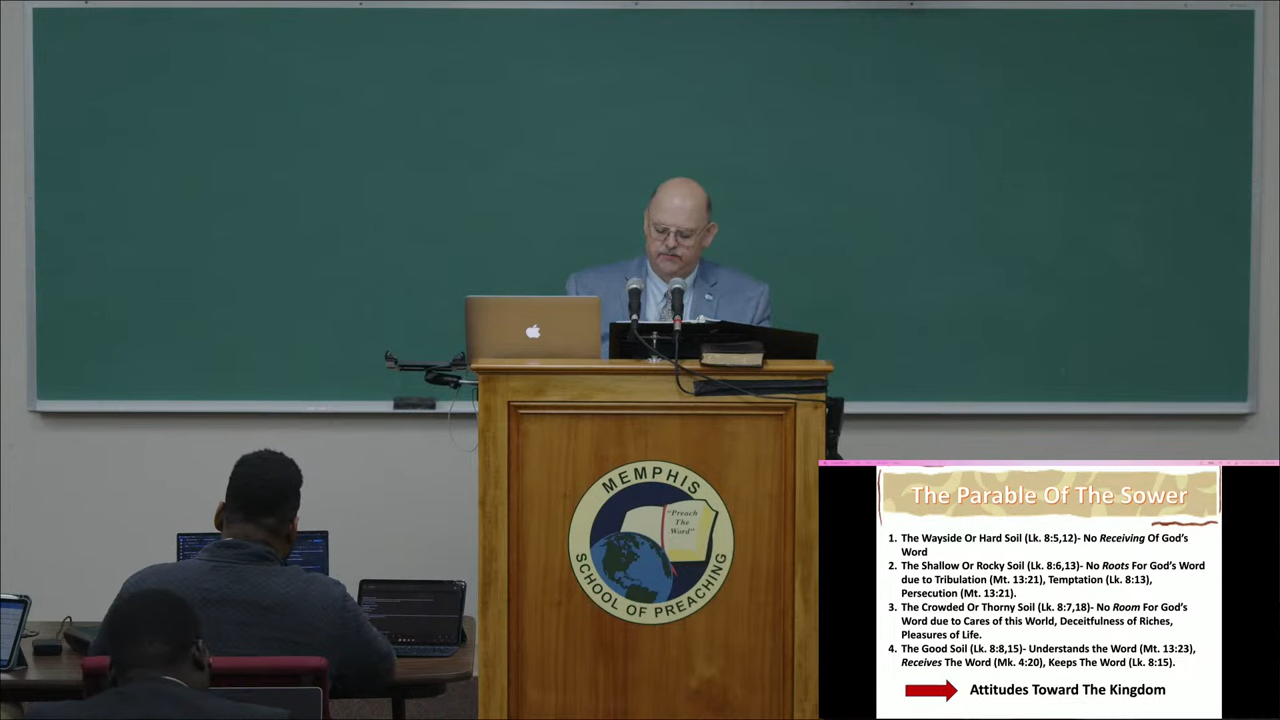 MEMPHIS
"Preach
The
Word"
SCHOOL OF PREACHING
The Parable Of The Sower
1. The Wayside Or Hard Soil (Lk. 8:5,12)- No Receiving Of God's
Word
2. The Shallow Or Rocky Soil (Lk. 8:6,13)- No Roots For God's Word
due to Tribulation (Mt. 13:21), Temptation (Lk. 8:13),
Persecution (Mt. 13:21).
3. The Crowded Or Thorny Soil (Lk. 8:7,18)- No Room For God's
Word due to Cares of this World, Deceitfulness of Riches,
Pleasures of Life.
4. The Good Soil (Lk. 8:8,15)- Understands the Word (Mt. 13:23),
Receives The Word (Mk. 4:20), Keeps The Word (Lk. 8:15).
Attitudes Toward The Kingdom